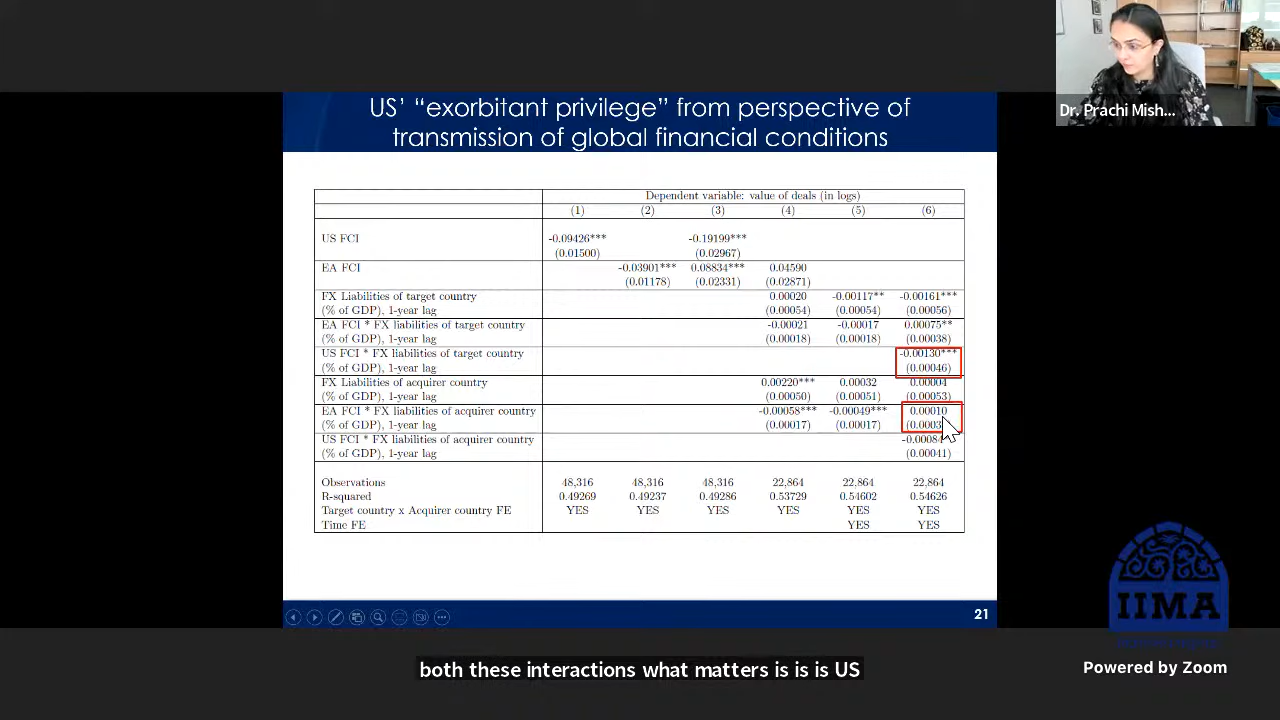 Dr. Prachi Mish...
US' “exorbitant privilege” from perspective of
transmission of global financial conditions
Dependent variable: value of deals (in logs)
(1) (2) (3) (4) (5) (6)
US FCI -0.09426*** -0.19199***
(0.01500) (0.02967)
EA FCI -0.03901*** 0.08834*** 0.04590
(0.01178) (0.02331) (0.02871)
FX Liabilities of target country 0.00020 -0.00117** -0.00161***
(% of GDP), 1-year lag (0.00054) (0.00054) (0.00056)
EA FCI * FX liabilities of target country -0.00021 -0.00017 0.00075**
(% of GDP), 1-year lag (0.00018) (0.00018) (0.00038)
US FCI * FX liabilities of target country -0.00130***
(% of GDP), 1-year lag (0.00046)
FX Liabilities of acquirer country 0.00220*** 0.00032 0.00004
(% of GDP), 1-year lag (0.00050) (0.00051) (0.00053)
EA FCI * FX liabilities of acquirer country -0.00058*** -0.00049*** 0.00010
(% of GDP), 1-year lag (0.00017) (0.00017)
US FCI * FX liabilities of acquirer country
(% of GDP), 1-year lag (0.00041)
Observations 48,316 48,316 48,316 22,864 22,864 22,864
R-squared 0.49269 0.49237 0.49286 0.53729 0.54602 0.54626
Target country x Acquirer country FE YES YES YES YES YES YES
Time FE YES YES
21
IIMA
Powered by Zoom
both these interactions what matters is is is US